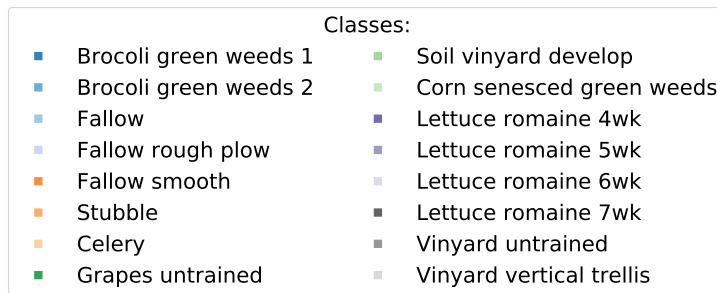 Classes:
Brocoli green weeds 1
Brocoli green weeds 2
Fallow
Fallow rough plow
Fallow smooth
Stubble
Celery
Grapes untrained
Soil vinyard develop
Corn senesced green weeds
Lettuce romaine 4wk
Lettuce romaine 5wk
Lettuce romaine 6wk
Lettuce romaine 7wk
Vinyard untrained
Vinyard vertical trellis